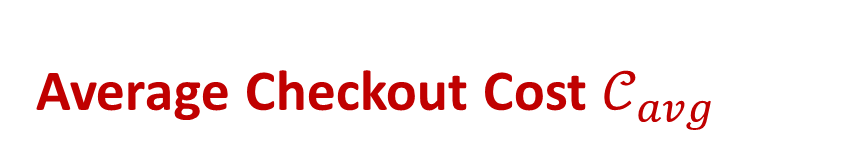 Average Checkout Cost 𝒞𝑎𝑣𝑔